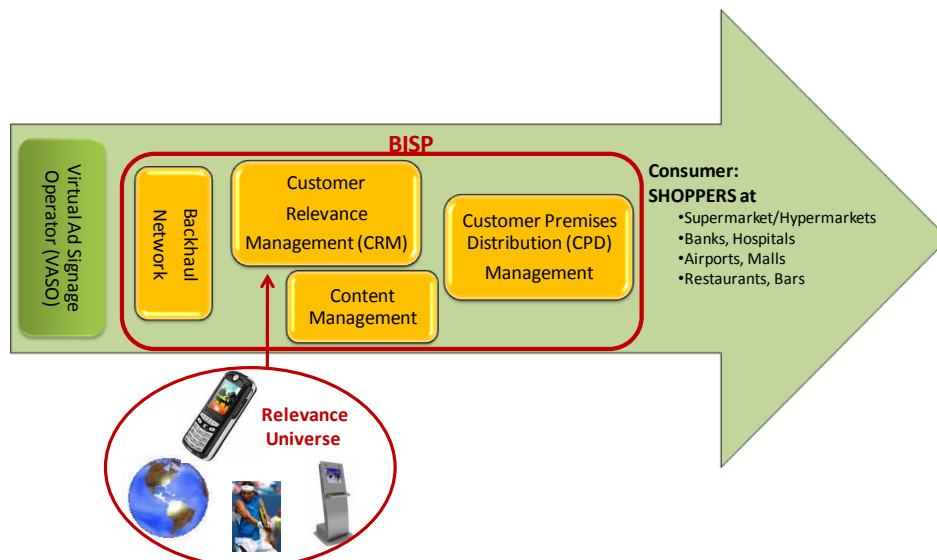 BISP
Virtual Ad Signage
Operator (VASO)
Backhaul
Network
Customer
Relevance
Management (CRM)
Content
Management
Customer Premises
Distribution (CPD)
Management
Consumer:
SHOPPERS at
•Supermarket/Hypermarkets
•Banks, Hospitals
•Airports, Malls
•Restaurants, Bars
Relevance
Universe